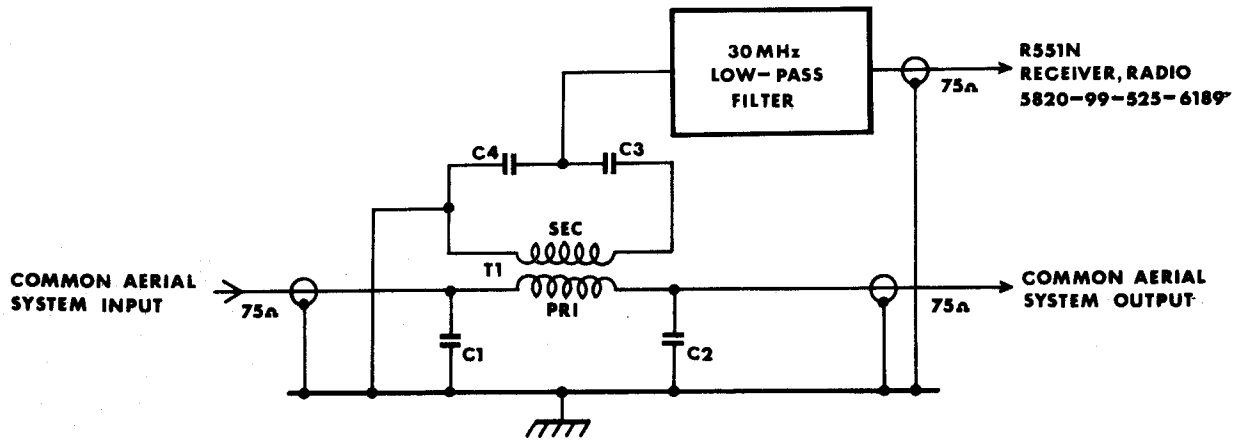 30 MHz
LOW-PASS
FILTER
R551N
RECEIVER, RADIO
5820-99-525-6189
75Ω
C4
C3
SEC
T1
PRI
COMMON AERIAL
SYSTEM INPUT
75Ω
C1
C2
75Ω
COMMON AERIAL
SYSTEM OUTPUT